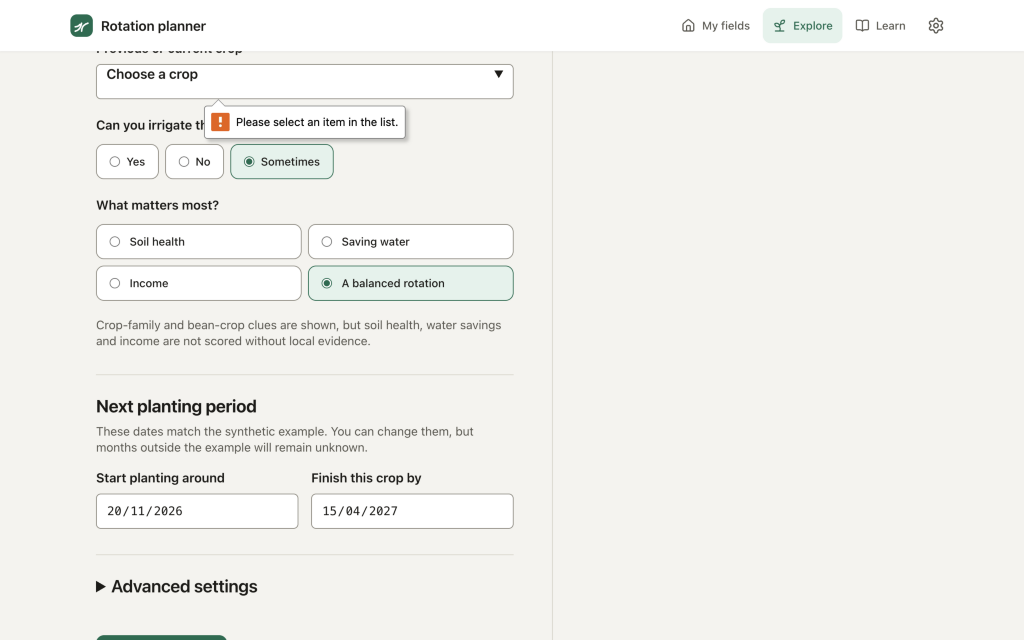 Rotation planner
My fields
Explore
Learn
Previous or current crop
Choose a crop
Please select an item in the list.
Can you irrigate th
Yes
No
Sometimes
What matters most?
Soil health
Saving water
Income
A balanced rotation
Crop-family and bean-crop clues are shown, but soil health, water savings
and income are not scored without local evidence.
Next planting period
These dates match the synthetic example. You can change them, but
months outside the example will remain unknown.
Start planting around
Finish this crop by
20/11/2026
15/04/2027
Advanced settings